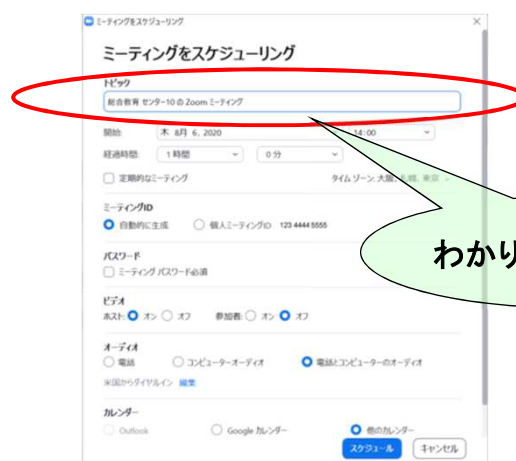 ミーティングをスケジューリング
ミーティングをスケジューリング
トピック
総合教育 センター10 の Zoom ミーティング
開始: 木 8月 6, 2020 14:00
経過時間: 1 時間 0 分
定期的なミーティング タイム ゾーン: 大阪、札幌、東京
ミーティングID
自動的に生成 個人ミーティングID 123 4444 5555
パスワード
ミーティング パスワード必須
ビデオ
ホスト: オン オフ 参加者: オン オフ
オーディオ
電話 コンピューターオーディオ 電話とコンピューターのオーディオ
米国からダイヤルイン 編集
カレンダー
Outlook Google カレンダー 他のカレンダー
スケジュール キャンセル
わかり